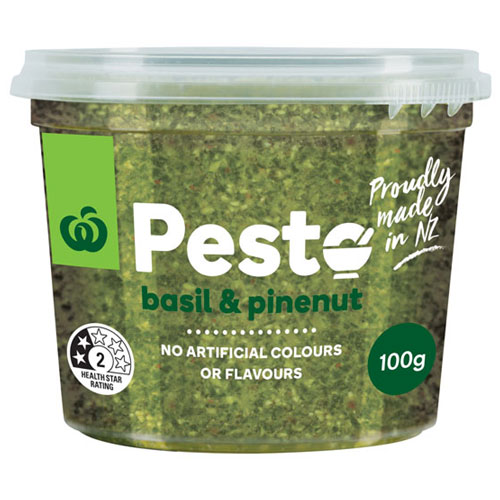 Proudly
made
in NZ
Pesto
basil & pinenut
NO ARTIFICIAL COLOURS
OR FLAVOURS
100g
2
HEALTH STAR
RATING